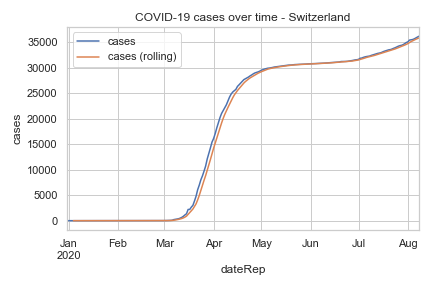 COVID-19 cases over time - Switzerland
cases
cases (rolling)
35000
30000
25000
20000
15000
10000
5000
0
cases
Jan Feb Mar Apr May Jun Jul Aug
2020
dateRep